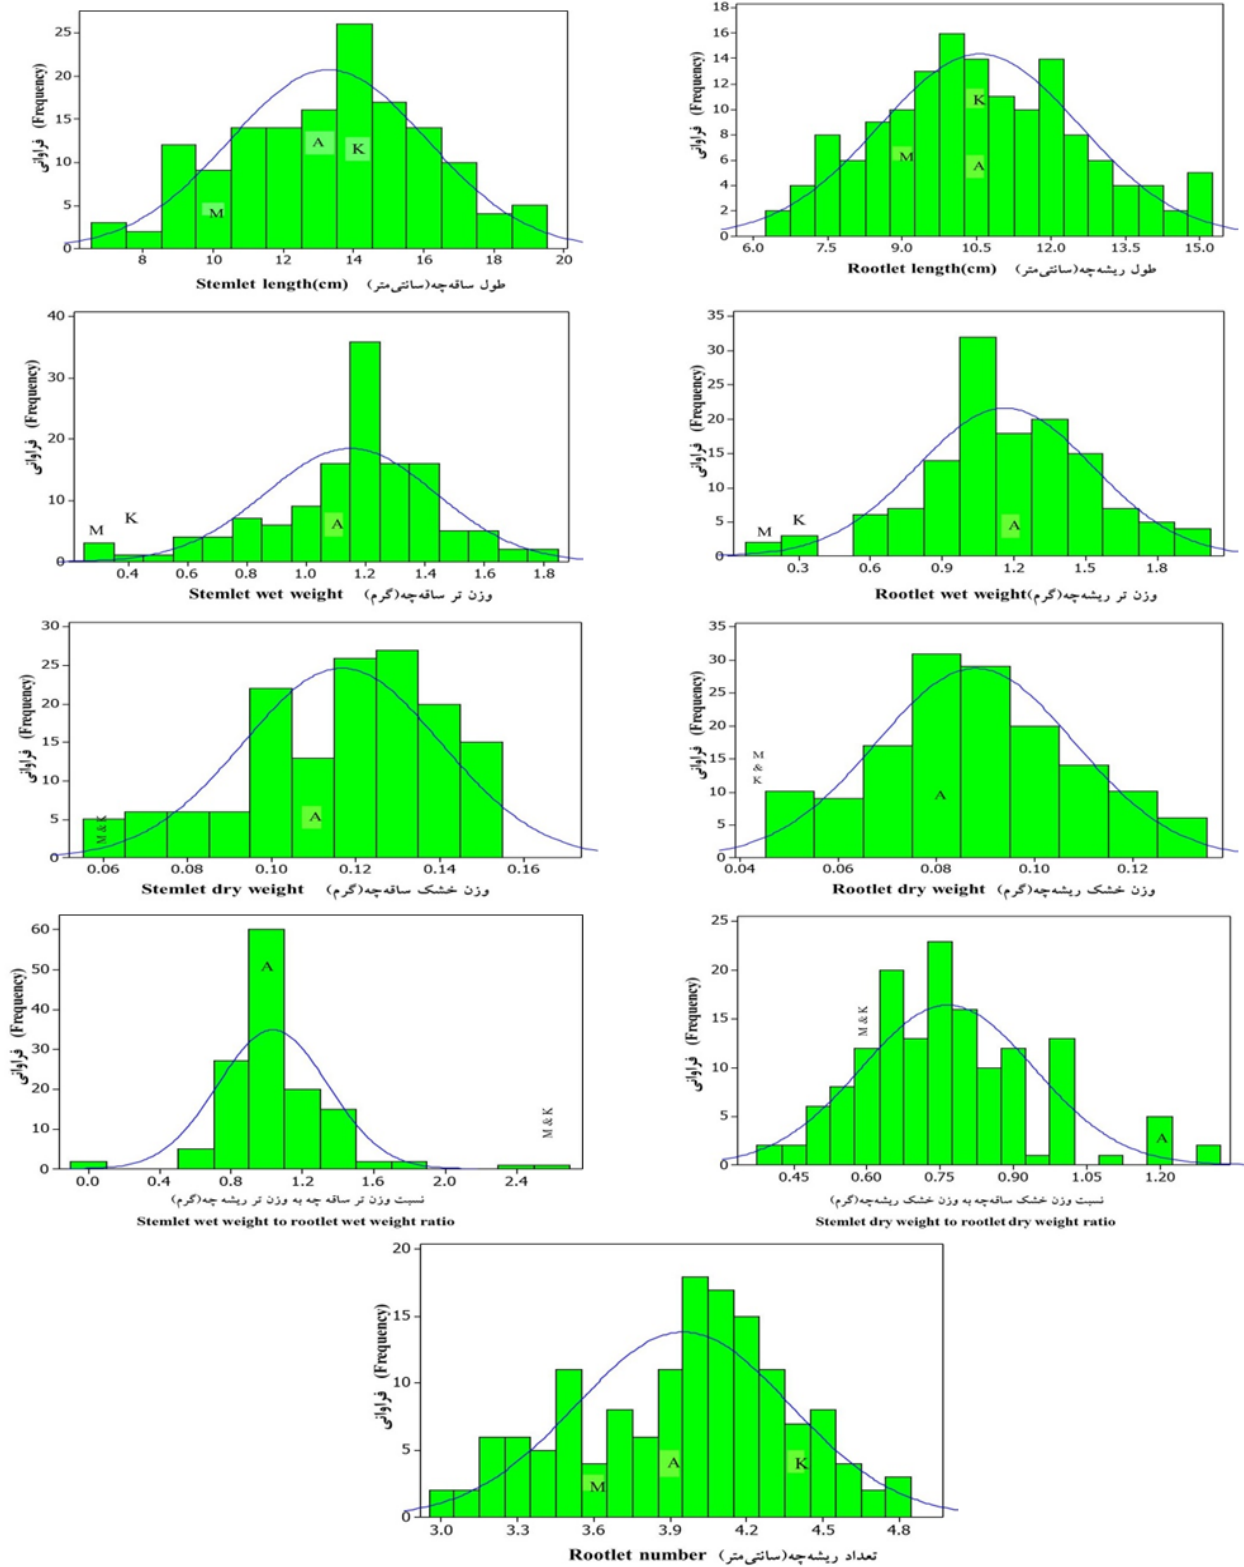 فراوانی (Frequency)
25
20
15
10
5
0
M
A
K
8
10
12
14
16
18
20
Stemlet length(cm) طول ساقه‌چه(سانتی‌متر)
فراوانی (Frequency)
18
16
14
12
10
8
6
4
2
0
M
K
A
6.0
7.5
9.0
10.5
12.0
13.5
15.0
Rootlet length(cm) طول ریشه‌چه(سانتی‌متر)
فراوانی (Frequency)
40
30
20
10
0
M
K
A
0.4
0.6
0.8
1.0
1.2
1.4
1.6
1.8
Stemlet wet weight وزن تر ساقه‌چه(گرم)
فراوانی (Frequency)
35
30
25
20
15
10
5
0
M
K
A
0.3
0.6
0.9
1.2
1.5
1.8
Rootlet wet weight وزن تر ریشه‌چه(گرم)
فراوانی (Frequency)
30
25
20
15
10
5
0
M & K
A
0.06
0.08
0.10
0.12
0.14
0.16
Stemlet dry weight وزن خشک ساقه‌چه(گرم)
فراوانی (Frequency)
35
30
25
20
15
10
5
0
M
&
K
A
0.04
0.06
0.08
0.10
0.12
Rootlet dry weight وزن خشک ریشه‌چه(گرم)
فراوانی (Frequency)
60
50
40
30
20
10
0
A
M & K
0.0
0.4
0.8
1.2
1.6
2.0
2.4
نسبت وزن تر ساقه چه به وزن تر ریشه چه(گرم)
Stemlet wet weight to rootlet wet weight ratio
فراوانی (Frequency)
25
20
15
10
5
0
M & K
A
0.45
0.60
0.75
0.90
1.05
1.20
نسبت وزن خشک ساقه‌چه به وزن خشک ریشه‌چه(گرم)
Stemlet dry weight to rootlet dry weight ratio
فراوانی (Frequency)
20
15
10
5
0
M
A
K
3.0
3.3
3.6
3.9
4.2
4.5
4.8
Rootlet number تعداد ریشه‌چه(سانتی‌متر)